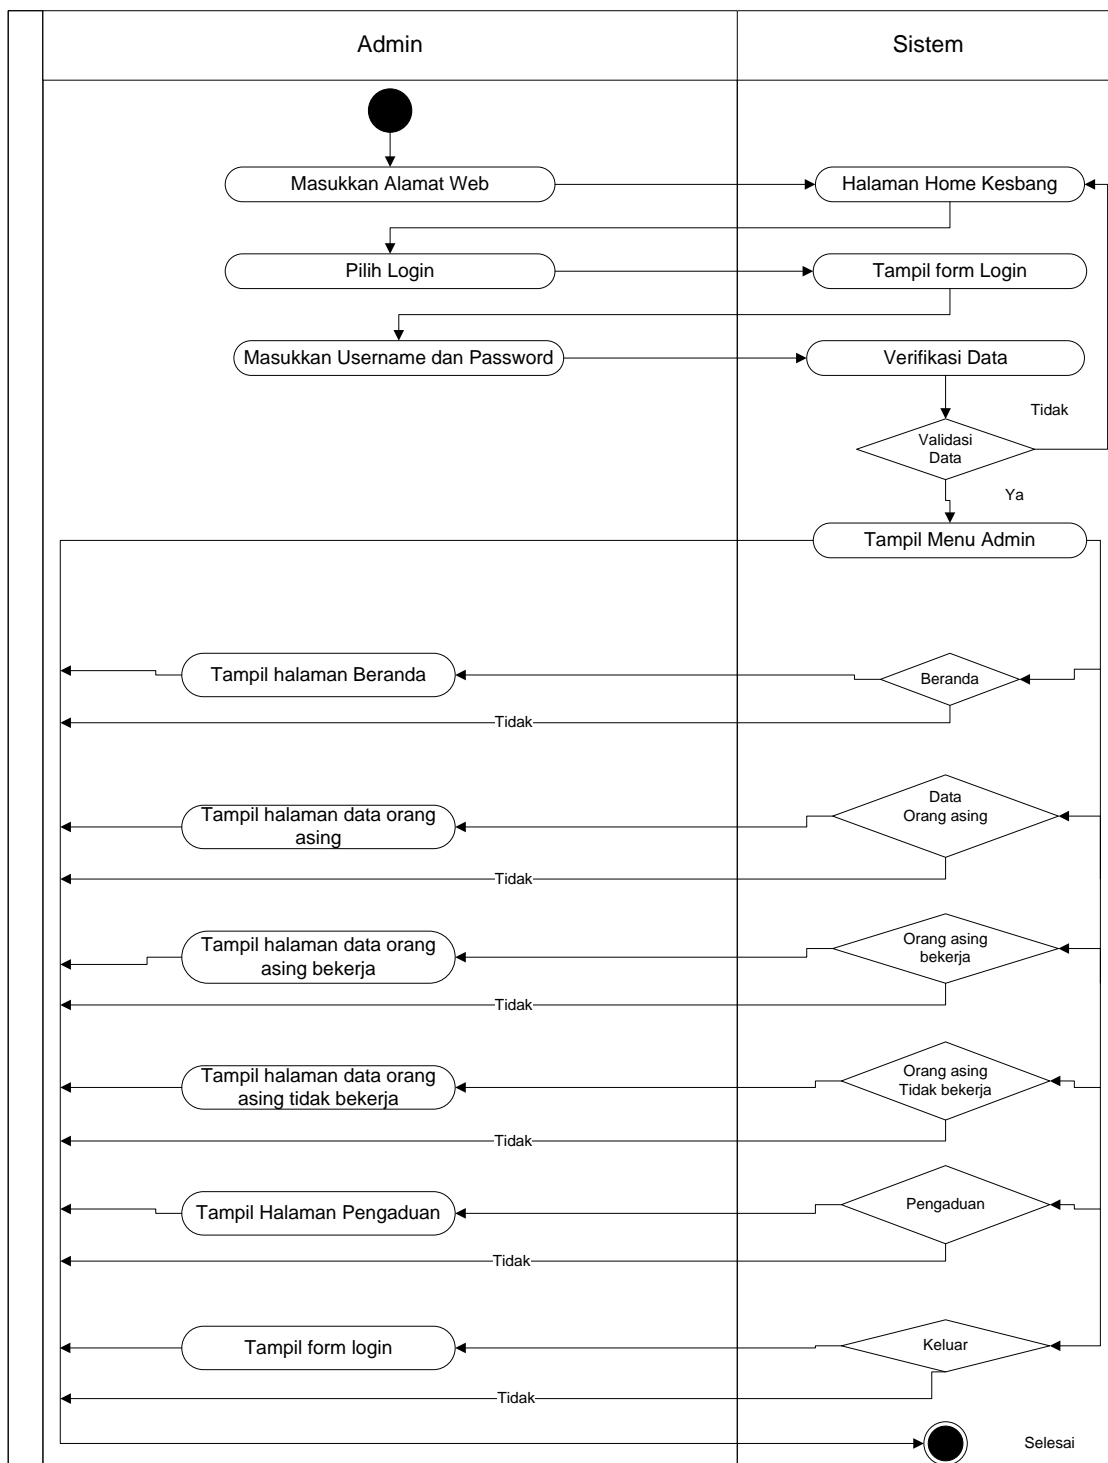 Admin
Sistem
Masukkan Alamat Web
Halaman Home Kesbang
Pilih Login
Tampil form Login
Masukkan Username dan Password
Verifikasi Data
Tidak
Validasi
Data
Ya
Tampil Menu Admin
Tampil halaman Beranda
Beranda
Tidak
Data
Orang asing
Tampil halaman data orang
asing
Tidak
Tampil halaman data orang
asing bekerja
Orang asing
bekerja
Tidak
Tampil halaman data orang
asing tidak bekerja
Orang asing
Tidak bekerja
Tidak
Tampil Halaman Pengaduan
Pengaduan
Tidak
Tampil form login
Keluar
Tidak
Selesai